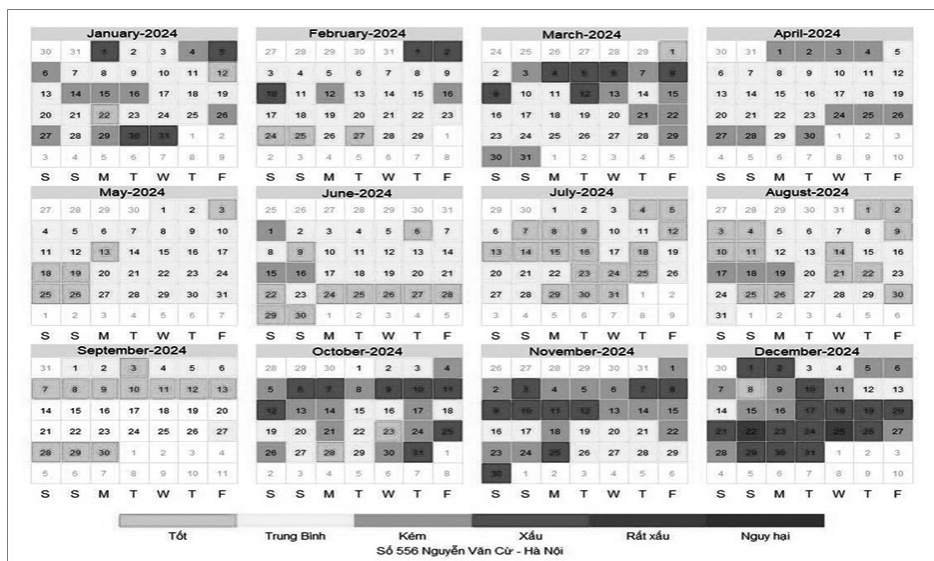 January-2024
30 31 1 2 3 4 5
6 7 8 9 10 11 12
13 14 15 16 17 18 19
20 21 22 23 24 25 26
27 28 29 30 31 1 2
3 4 5 6 7 8 9
S S M T W T F
February-2024
27 28 29 30 31 1 2
3 4 5 6 7 8 9
10 11 12 13 14 15 16
17 18 19 20 21 22 23
24 25 26 27 28 29 1
2 3 4 5 6 7 8
S S M T W T F
March-2024
24 25 26 27 28 29 1
2 3 4 5 6 7 8
9 10 11 12 13 14 15
16 17 18 19 20 21 22
23 24 25 26 27 28 29
30 31 1 2 3 4 5
S S M T W T F
April-2024
30 31 1 2 3 4 5
6 7 8 9 10 11 12
13 14 15 16 17 18 19
20 21 22 23 24 25 26
27 28 29 30 1 2 3
4 5 6 7 8 9 10
S S M T W T F
May-2024
27 28 29 30 1 2 3
4 5 6 7 8 9 10
11 12 13 14 15 16 17
18 19 20 21 22 23 24
25 26 27 28 29 30 31
1 2 3 4 5 6 7
S S M T W T F
June-2024
25 26 27 28 29 30 31
1 2 3 4 5 6 7
8 9 10 11 12 13 14
15 16 17 18 19 20 21
22 23 24 25 26 27 28
29 30 1 2 3 4 5
S S M T W T F
July-2024
29 30 1 2 3 4 5
6 7 8 9 10 11 12
13 14 15 16 17 18 19
20 21 22 23 24 25 26
27 28 29 30 31 1 2
3 4 5 6 7 8 9
S S M T W T F
August-2024
27 28 29 30 31 1 2
3 4 5 6 7 8 9
10 11 12 13 14 15 16
17 18 19 20 21 22 23
24 25 26 27 28 29 30
31 1 2 3 4 5 6
S S M T W T F
September-2024
31 1 2 3 4 5 6
7 8 9 10 11 12 13
14 15 16 17 18 19 20
21 22 23 24 25 26 27
28 29 30 1 2 3 4
5 6 7 8 9 10 11
S S M T W T F
October-2024
28 29 30 1 2 3 4
5 6 7 8 9 10 11
12 13 14 15 16 17 18
19 20 21 22 23 24 25
26 27 28 29 30 31 1
2 3 4 5 6 7 8
S S M T W T F
November-2024
26 27 28 29 30 31 1
2 3 4 5 6 7 8
9 10 11 12 13 14 15
16 17 18 19 20 21 22
23 24 25 26 27 28 29
30 1 2 3 4 5 6
S S M T W T F
December-2024
30 1 2 3 4 5 6
7 8 9 10 11 12 13
14 15 16 17 18 19 20
21 22 23 24 25 26 27
28 29 30 31 1 2 3
4 5 6 7 8 9 10
S S M T W T F
Tốt Trung Bình Kém Xấu Rất xấu Nguy hại
Số 556 Nguyễn Văn Cừ - Hà Nội